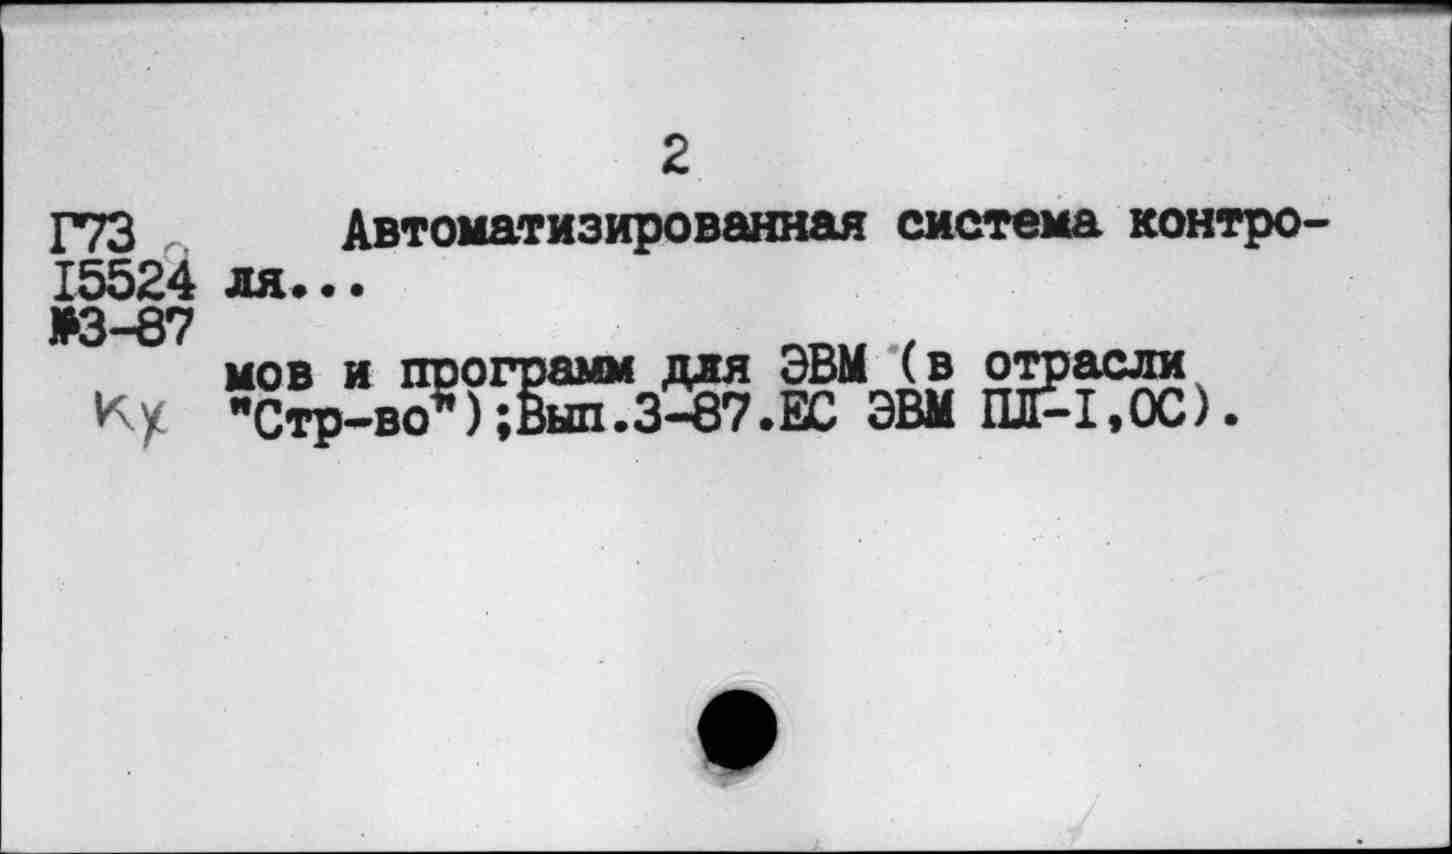 2
Г73 Автоматизированная система контро-
I5524 ля...
№3-87
мов и программ для ЭВМ (в отрасли
Ку "Стр-во");Вып.3-87.ЕС ЭВМ ПЛ-I,ОС).